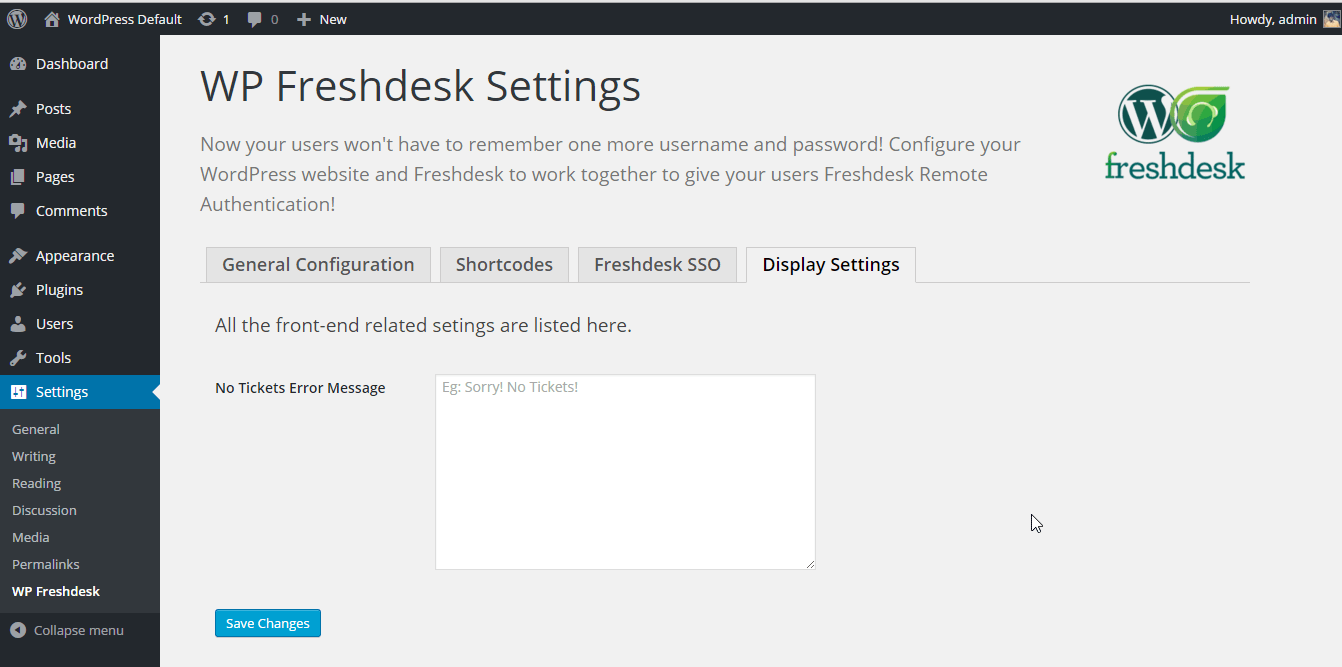 WordPress Default 1 0 New Howdy, admin
Dashboard
Posts
Media
Pages
Comments
Appearance
Plugins
Users
Tools
Settings
General
Writing
Reading
Discussion
Media
Permalinks
WP Freshdesk
Collapse menu
WP Freshdesk Settings
Now your users won't have to remember one more username and password! Configure your
WordPress website and Freshdesk to work together to give your users Freshdesk Remote
Authentication!
freshdesk
General Configuration Shortcodes Freshdesk SSO Display Settings
All the front-end related setings are listed here.
No Tickets Error Message
Eg: Sorry! No Tickets!
Save Changes